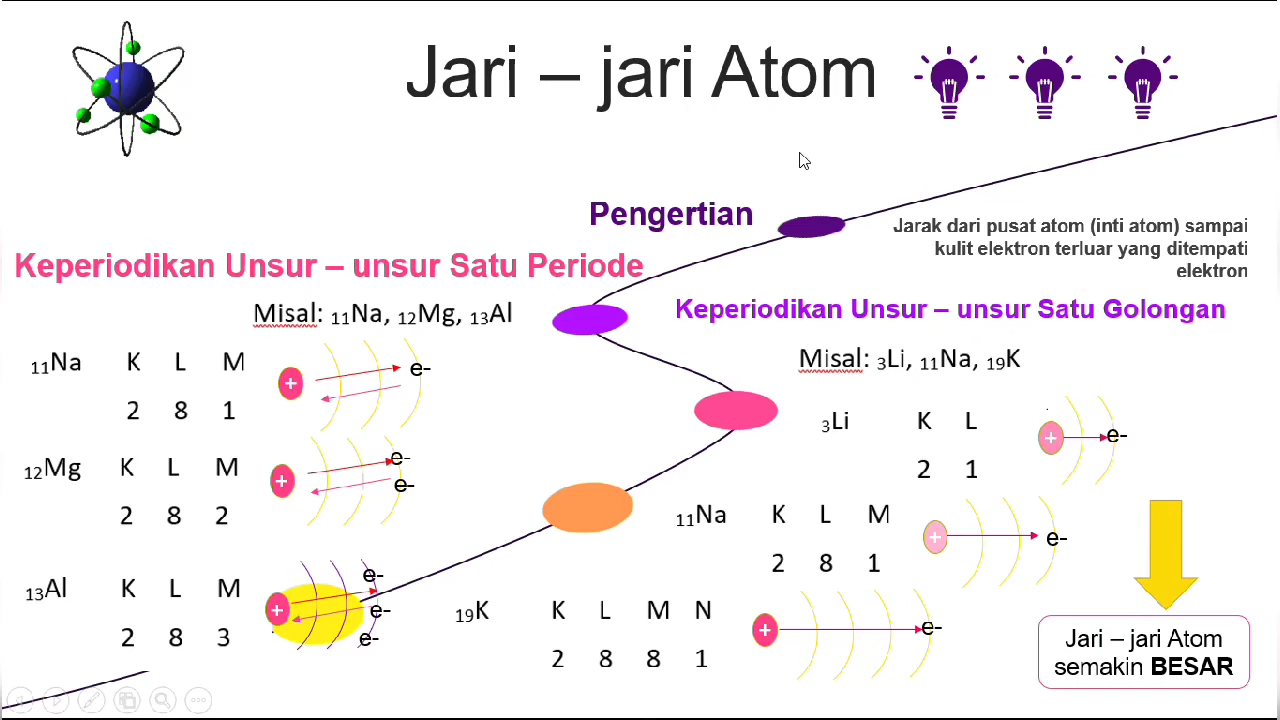 Jari – jari Atom
Pengertian
Jarak dari pusat atom (inti atom) sampai
kulit elektron terluar yang ditempati
elektron
Keperiodikan Unsur – unsur Satu Periode
Misal: ₁₁Na, ₁₂Mg, ₁₃Al
₁₁Na K L M
2 8 1
+ e-
₁₂Mg K L M
2 8 2
+ e-
e-
₁₃Al K L M
2 8 3
+ e-
e-
e-
Keperiodikan Unsur – unsur Satu Golongan
Misal: ₃Li, ₁₁Na, ₁₉K
₃Li K L
2 1
+ e-
₁₁Na K L M
2 8 1
+ e-
₁₉K K L M N
2 8 8 1
+ e-
Jari – jari Atom
semakin BESAR